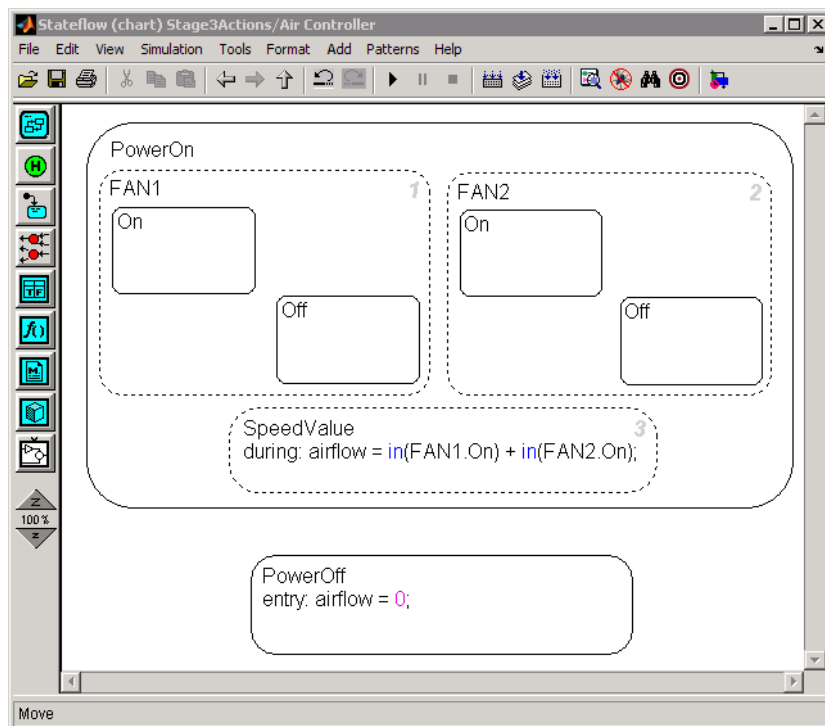 Stateflow (chart) Stage3Actions/Air Controller
File Edit View Simulation Tools Format Add Patterns Help
PowerOn
FAN1 1
On
Off
FAN2 2
On
Off
SpeedValue 3
during: airflow = in(FAN1.On) + in(FAN2.On);
PowerOff
entry: airflow = 0;
H
TF
f()
M
Z
100 %
z
Move